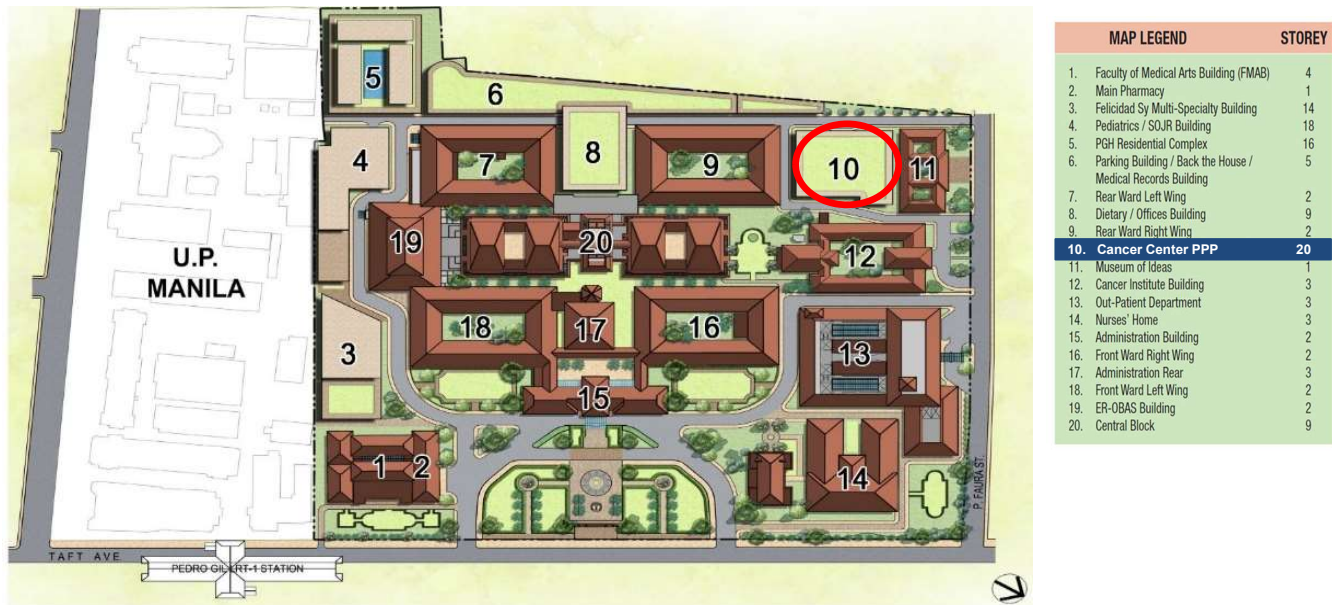 5
6
4
7
8
9
10
11
19
20
12
U.P.
MANILA
18
17
16
3
13
15
1
2
14
P. FAURA ST.
TAFT AVE
PEDRO GIL LRT-1 STATION
MAP LEGEND STOREY
1. Faculty of Medical Arts Building (FMAB) 4
2. Main Pharmacy 1
3. Felicidad Sy Multi-Specialty Building 14
4. Pediatrics / SOJR Building 18
5. PGH Residential Complex 16
6. Parking Building / Back the House / 5
Medical Records Building
7. Rear Ward Left Wing 2
8. Dietary / Offices Building 9
9. Rear Ward Right Wing 2
10. Cancer Center PPP 20
11. Museum of Ideas 1
12. Cancer Institute Building 3
13. Out-Patient Department 3
14. Nurses' Home 3
15. Administration Building 2
16. Front Ward Right Wing 2
17. Administration Rear 3
18. Front Ward Left Wing 2
19. ER-OBAS Building 2
20. Central Block 9